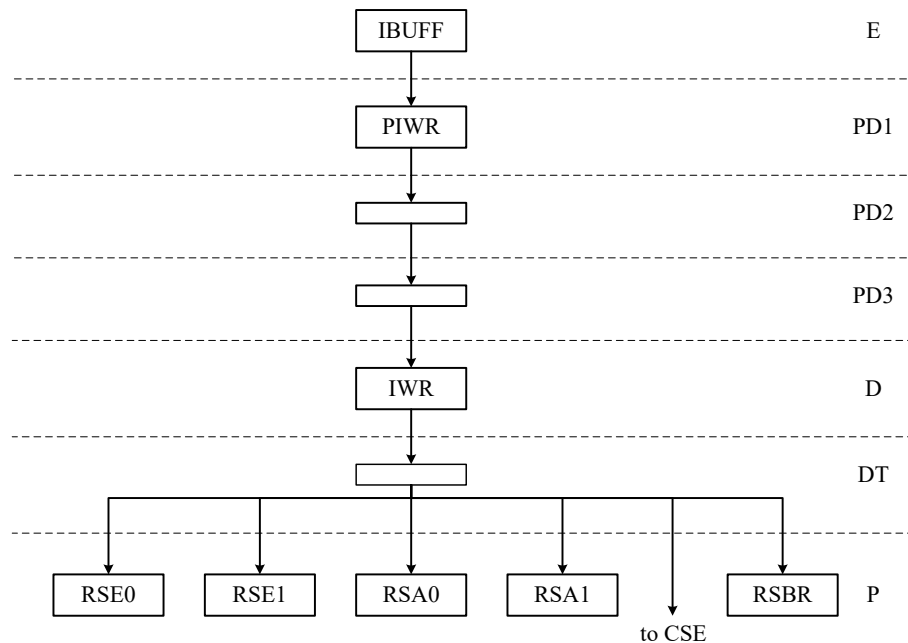 IBUFF E
PIWR PD1
PD2
PD3
IWR D
DT
RSE0 RSE1 RSA0 RSA1 RSBR P
to CSE